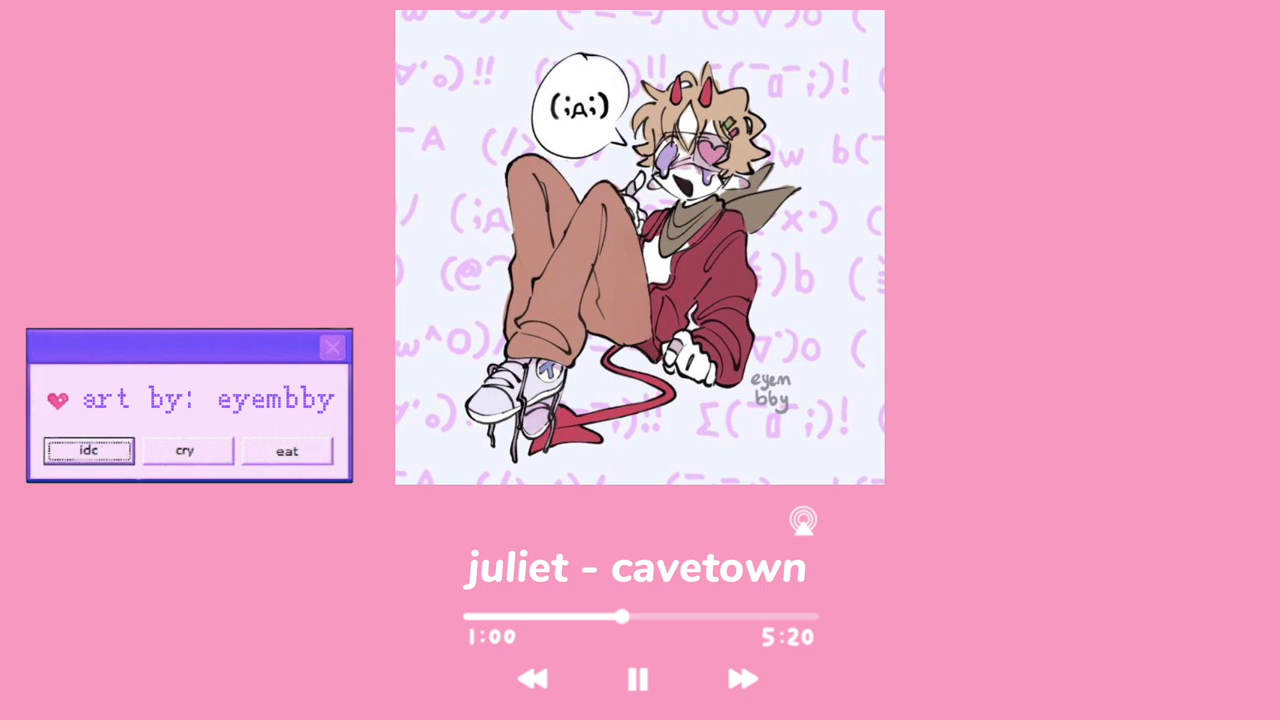 (;д;)
eyem
bby
♥ art by: eyembby
idc
cry
eat
juliet - cavetown
1:00
5:20